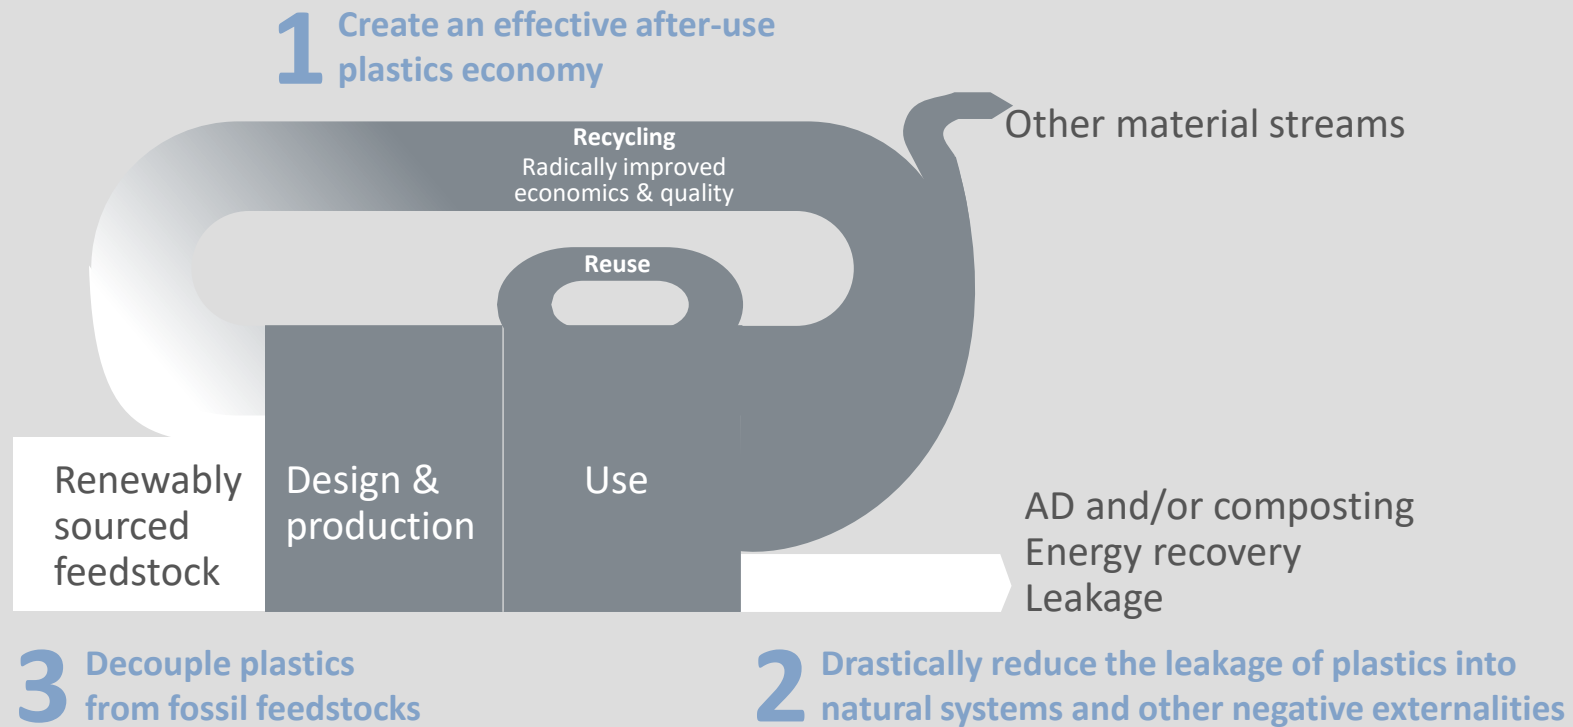 1 Create an effective after-use
plastics economy
Other material streams
Recycling
Radically improved
economics & quality
Reuse
Renewably
sourced
feedstock
Design &
production
Use
AD and/or composting
Energy recovery
Leakage
3 Decouple plastics
from fossil feedstocks
2 Drastically reduce the leakage of plastics into
natural systems and other negative externalities